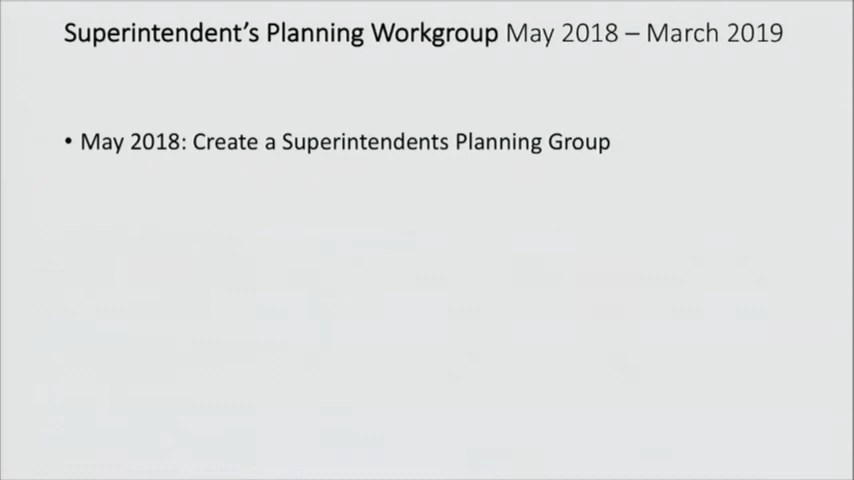 Superintendent's Planning Workgroup May 2018 – March 2019
• May 2018: Create a Superintendents Planning Group